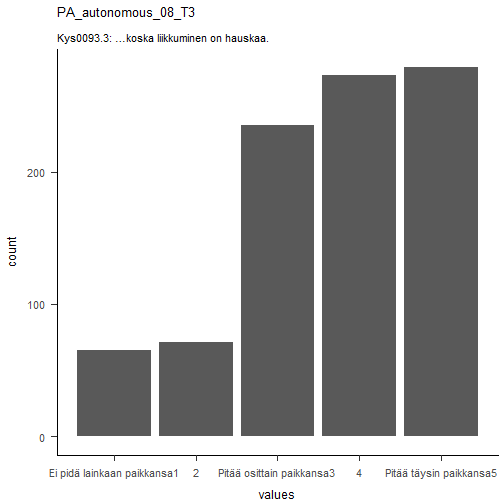 PA_autonomous_08_T3
Kys0093.3: …koska liikkuminen on hauskaa.
200
100
0
count
Ei pidä lainkaan paikkansa1 2 Pitää osittain paikkansa3 4 Pitää täysin paikkansa5
values